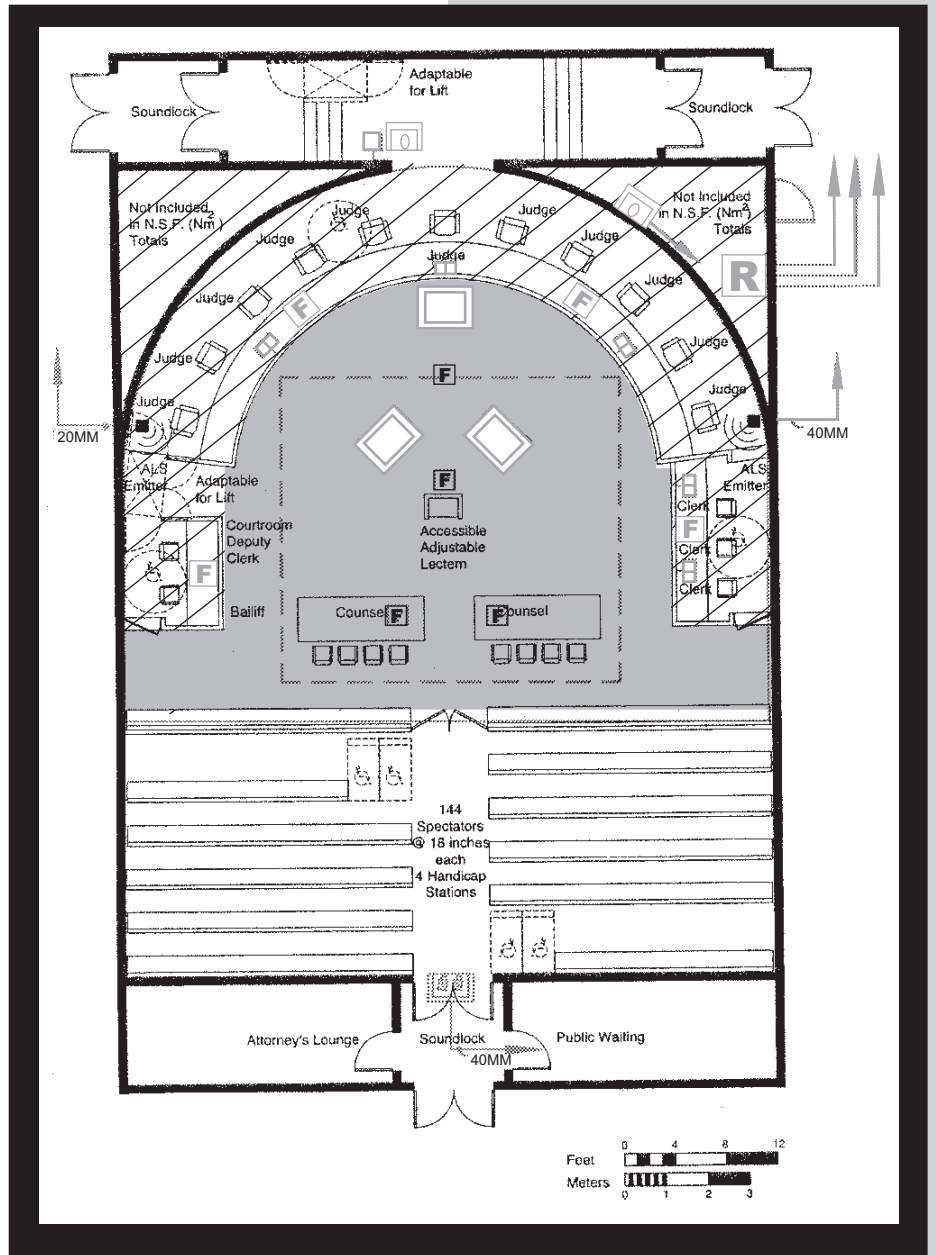 Adaptable
for Lift
Soundlock
Soundlock
Not Included
in N.S.F. (Nm2)
Totals
Not Included
in N.S.F. (Nm2)
Totals
Judge
Judge
Judge
Judge
Judge
R
Judge
Judge
F
F
Judge
Judge
F
Judge
Judge
20MM
40MM
ALS
Emitter
ALS
Emitter
Adaptable
for Lift
F
Clerk
Courtroom
Deputy
Clerk
Accessible
Adjustable
Lectern
F
Clerk
F
Clerk
Bailiff
Counsel
F
F
Counsel
144
Spectators
@ 18 inches
each
4 Handicap
Stations
Attorney's Lounge
Soundlock
Public Waiting
40MM
Feet
0 4 8 12
Meters
0 1 2 3